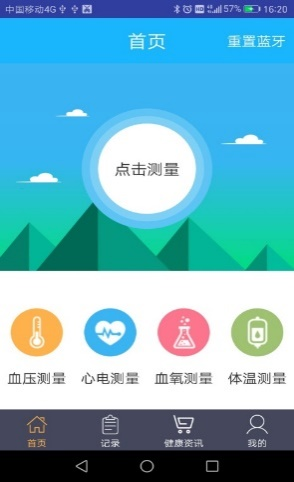 中国移动4G 57% 16:20
首页 重置蓝牙
点击测量
血压测量 心电测量 血氧测量 体温测量
首页 记录 健康资讯 我的